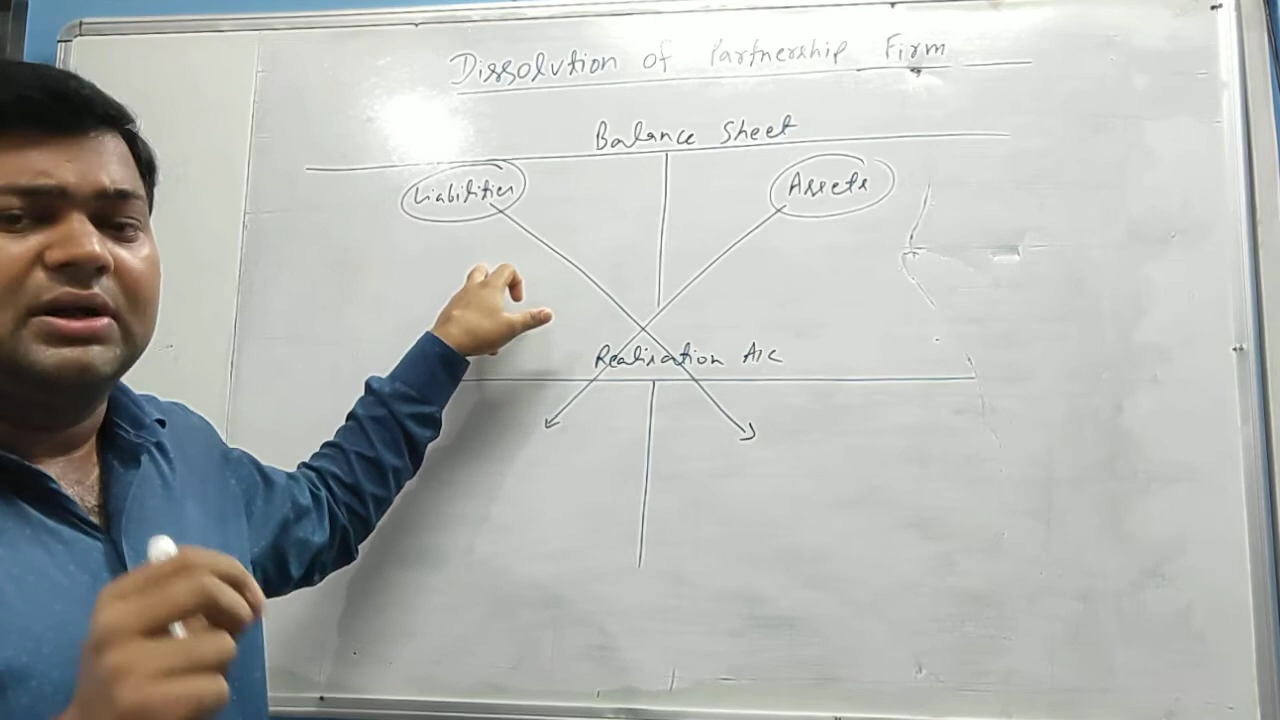 Dissolution of Partnership Firm
Balance Sheet
Liabilities
Assets
Realisation A/c